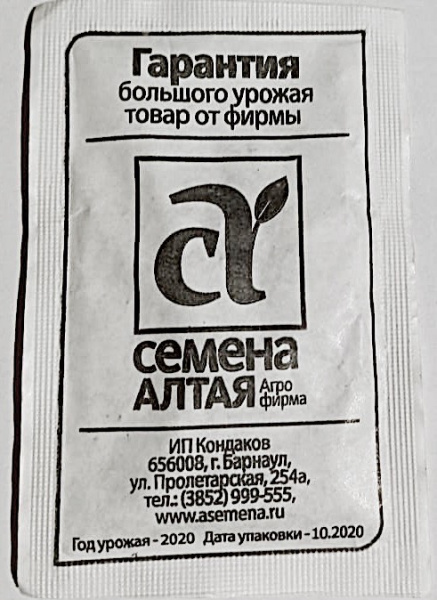 Гарантия
большого урожая
товар от фирмы
са
семена
АЛТАЯ Агро
фирма
ИП Кондаков
656008, г. Барнаул,
ул. Пролетарская, 254а,
тел.: (3852) 999-555,
www.asemena.ru
Год урожая - 2020 Дата упаковки - 10.2020